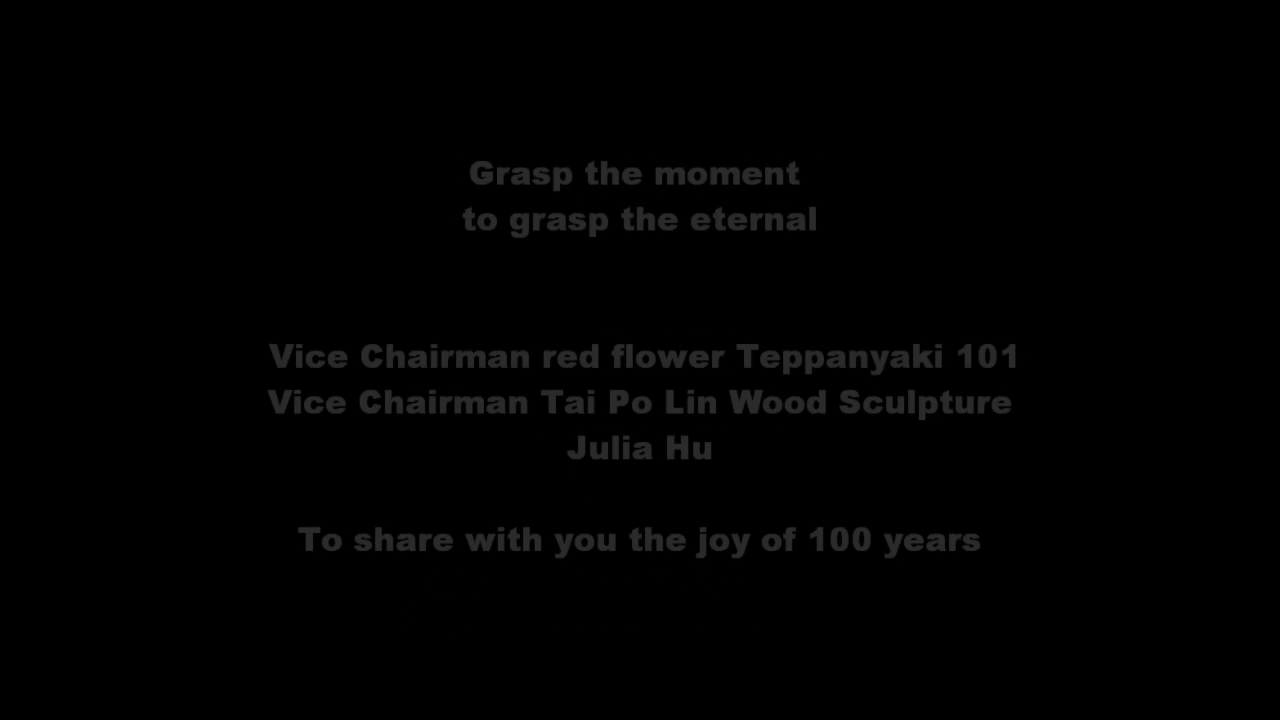 Grasp the moment
to grasp the eternal
Vice Chairman red flower Teppanyaki 101
Vice Chairman Tai Po Lin Wood Sculpture
Julia Hu
To share with you the joy of 100 years